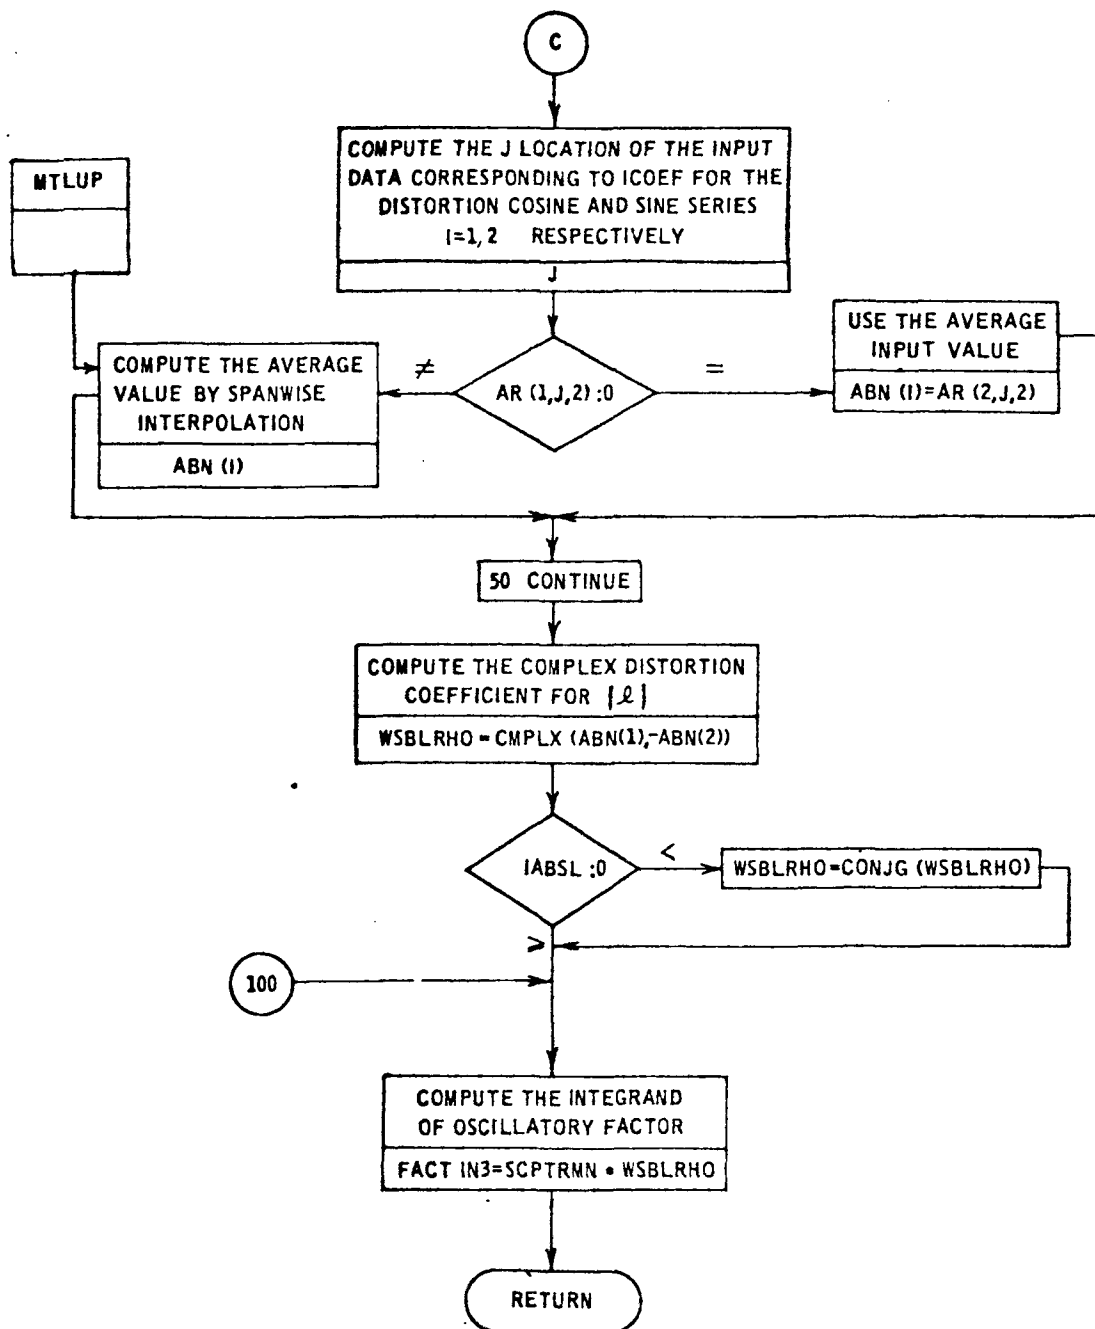 C
COMPUTE THE J LOCATION OF THE INPUT
DATA CORRESPONDING TO ICOEF FOR THE
DISTORTION COSINE AND SINE SERIES
I=1, 2 RESPECTIVELY
J
MTLUP
COMPUTE THE AVERAGE
VALUE BY SPANWISE
INTERPOLATION
ABN (I)
≠
AR (1,J,2) :0
=
USE THE AVERAGE
INPUT VALUE
ABN (I)=AR (2,J,2)
50 CONTINUE
COMPUTE THE COMPLEX DISTORTION
COEFFICIENT FOR |ℓ|
WSBLRHO = CMPLX (ABN(1),-ABN(2))
IABSL :0
<
WSBLRHO=CONJG (WSBLRHO)
≥
100
COMPUTE THE INTEGRAND
OF OSCILLATORY FACTOR
FACT IN3=SCPTRMN • WSBLRHO
RETURN